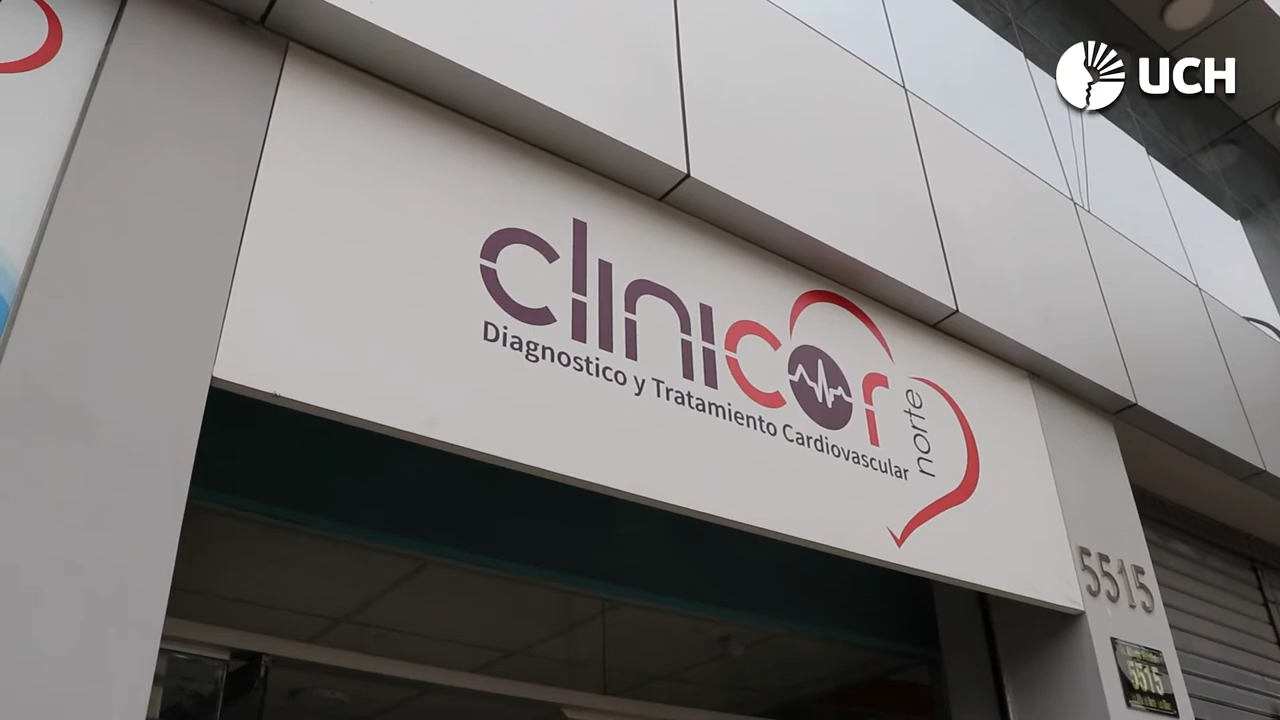 UCH
clinicor
norte
Diagnostico y Tratamiento Cardiovascular
5515
5515